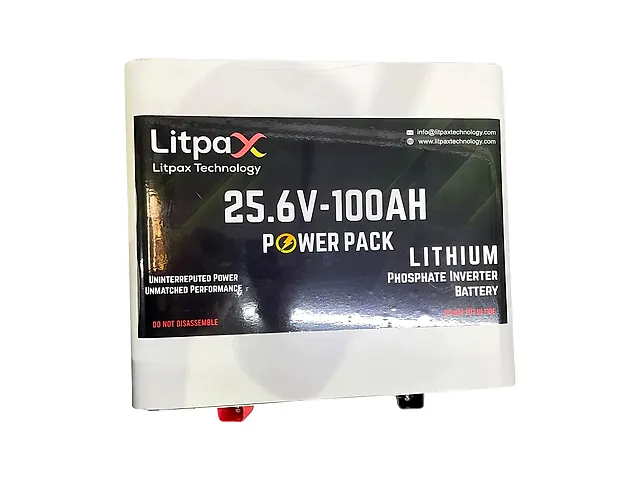 Litpax
Litpax Technology
info@litpaxtechnology.com
www.litpaxtechnology.com
25.6V-100AH
POWER PACK
LITHIUM
PHOSPHATE INVERTER
BATTERY
UNINTERREPUTED POWER
UNMATCHED PERFORMANCE
DO NOT DISASSEMBLE